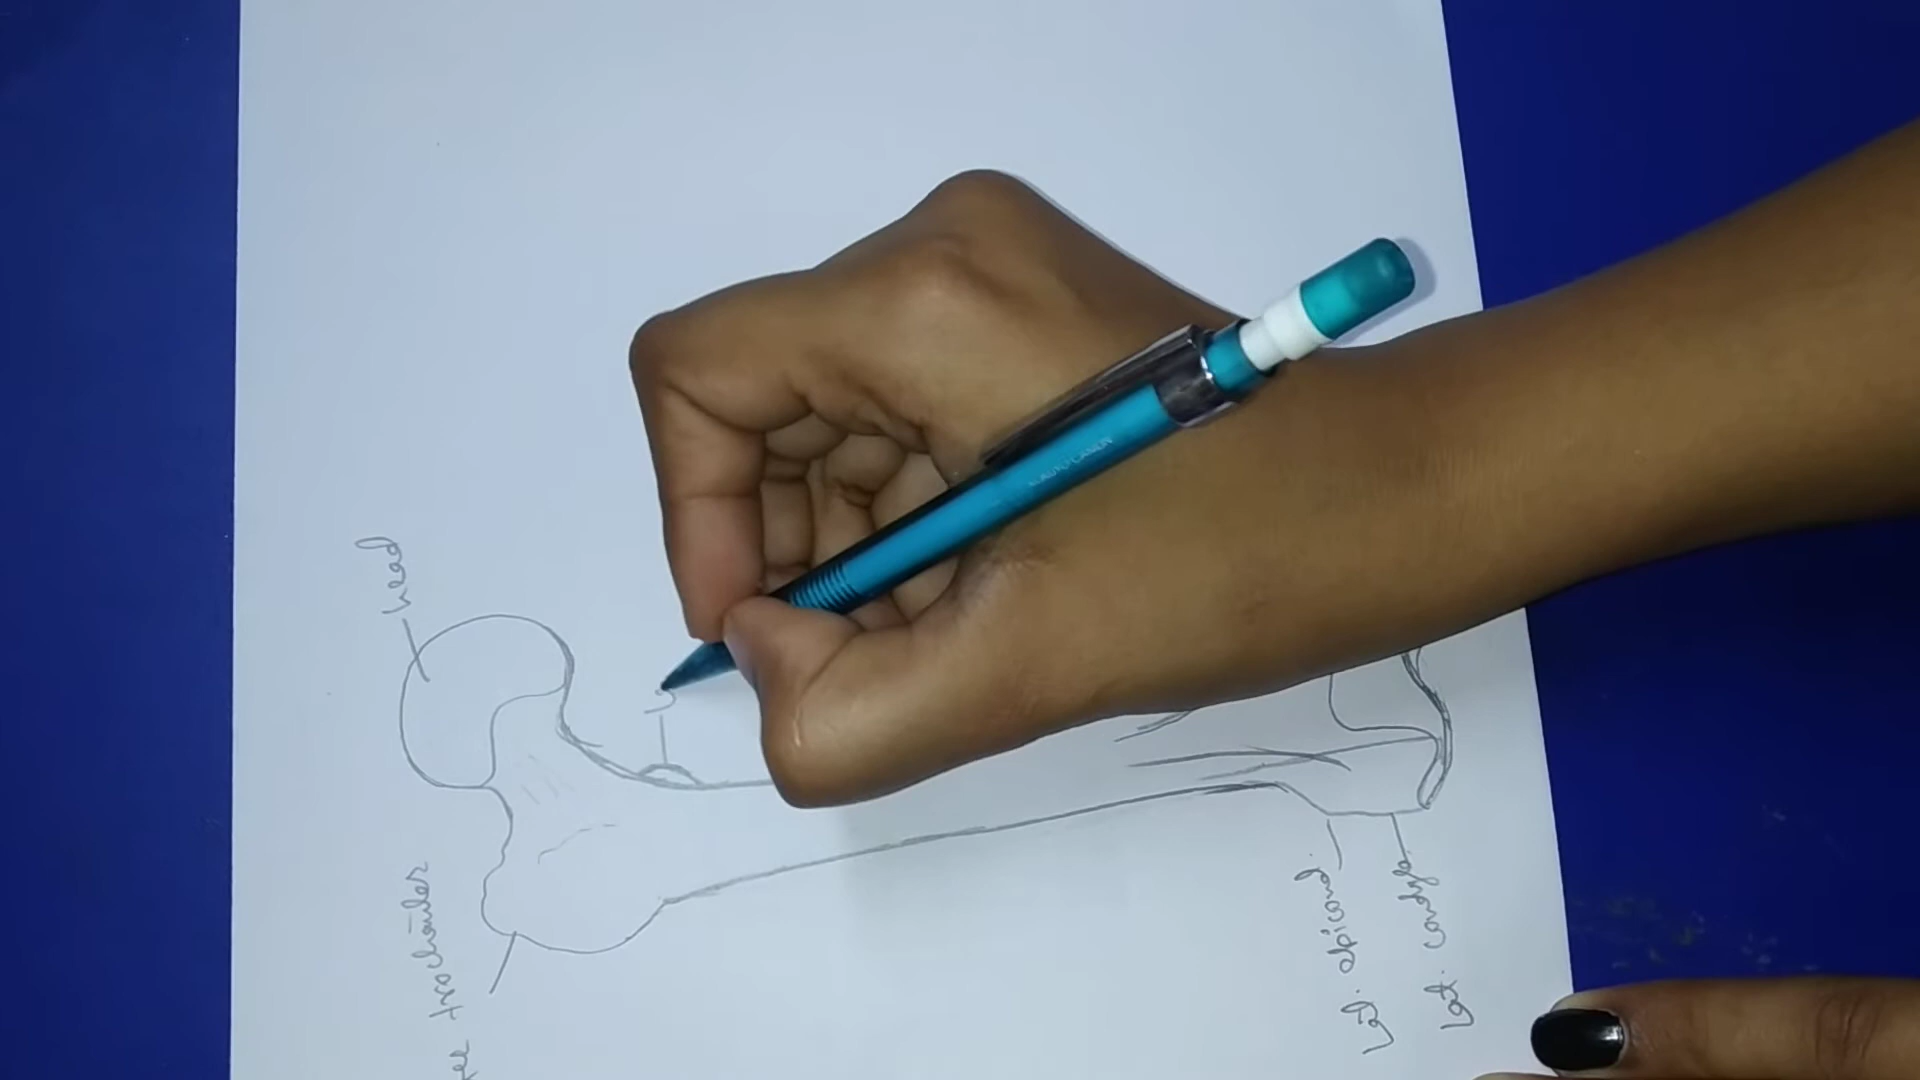 head
trochanter
Lat. epicond.
Lat. condyle